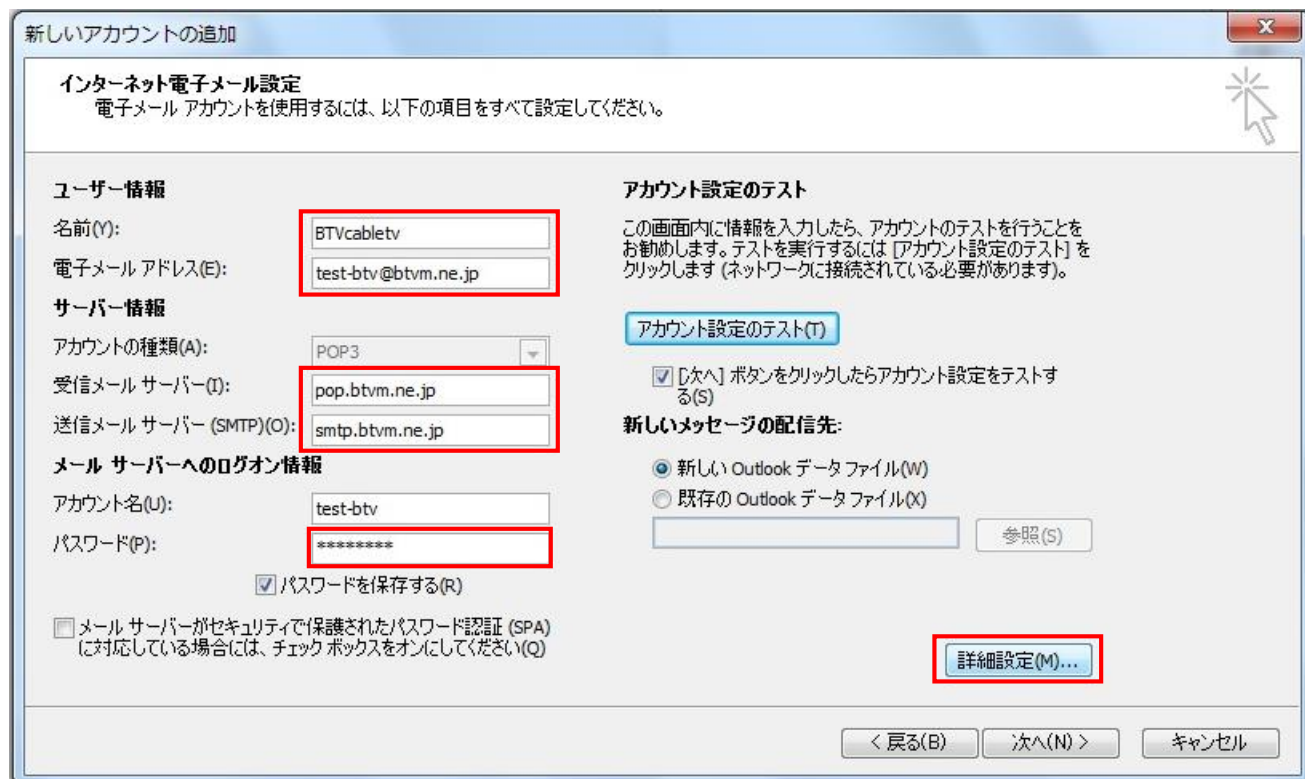 新しいアカウントの追加
インターネット電子メール設定
電子メール アカウントを使用するには、以下の項目をすべて設定してください。
ユーザー情報
名前(Y):
BTVcabletv
電子メール アドレス(E):
test-btv@btvm.ne.jp
サーバー情報
アカウントの種類(A):
POP3
受信メール サーバー(I):
pop.btvm.ne.jp
送信メール サーバー (SMTP)(O):
smtp.btvm.ne.jp
メール サーバーへのログオン情報
アカウント名(U):
test-btv
パスワード(P):
********
パスワードを保存する(R)
メール サーバーがセキュリティで保護されたパスワード認証 (SPA)
に対応している場合には、チェック ボックスをオンにしてください(Q)
アカウント設定のテスト
この画面内に情報を入力したら、アカウントのテストを行うことを
お勧めします。テストを実行するには [アカウント設定のテスト] を
クリックします (ネットワークに接続されている必要があります)。
アカウント設定のテスト(T)
[次へ] ボタンをクリックしたらアカウント設定をテストす
る(S)
新しいメッセージの配信先:
新しい Outlook データ ファイル(W)
既存の Outlook データ ファイル(X)
参照(S)
詳細設定(M)...
< 戻る(B)
次へ(N) >
キャンセル